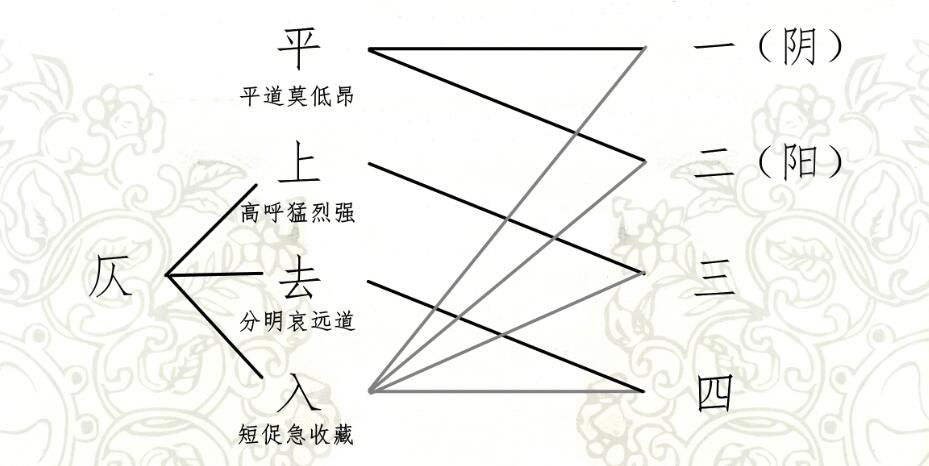 平
平道莫低昂
上
高呼猛烈强
去
分明哀远道
入
短促急收藏
仄
一（阴）
二（阳）
三
四